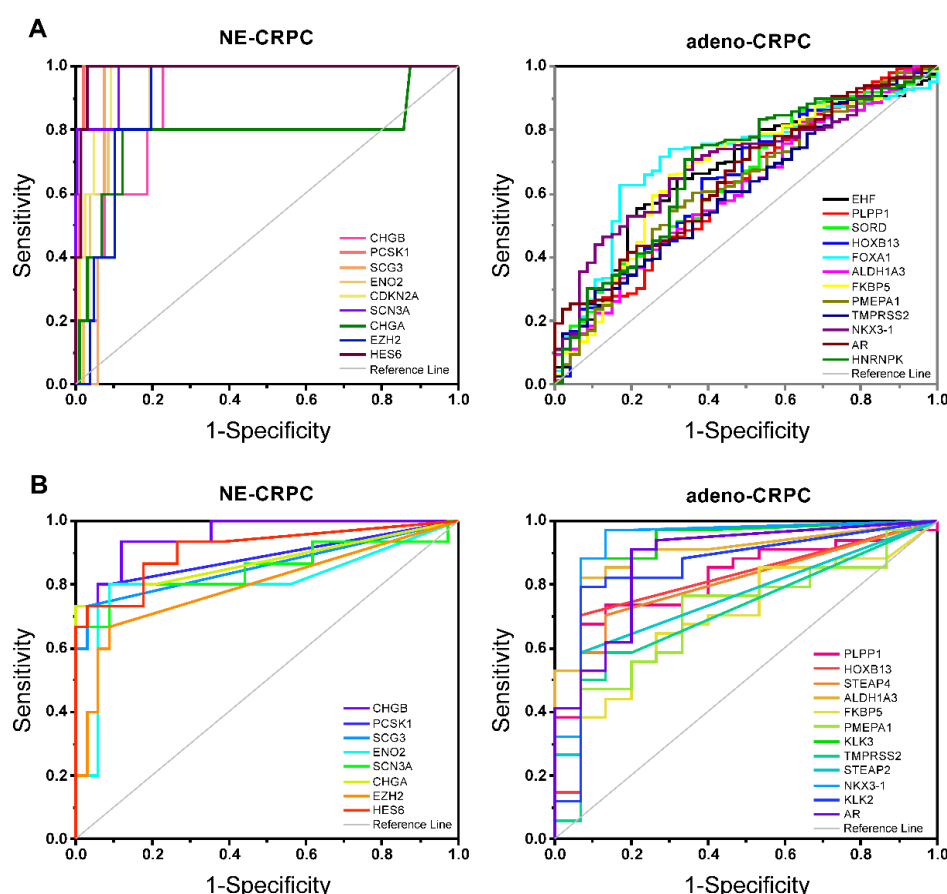 A
NE-CRPC
1.0
0.8
0.6
0.4
0.2
0.0
Sensitivity
CHGB
PCSK1
SCG3
ENO2
CDKN2A
SCN3A
CHGA
EZH2
HES6
Reference Line
0.0 0.2 0.4 0.6 0.8 1.0
1-Specificity
adeno-CRPC
1.0
0.8
0.6
0.4
0.2
0.0
Sensitivity
EHF
PLPP1
SORD
HOXB13
FOXA1
ALDH1A3
FKBP5
PMEPA1
TMPRSS2
NKX3-1
AR
HNRNPK
Reference Line
0.0 0.2 0.4 0.6 0.8 1.0
1-Specificity
B
NE-CRPC
1.0
0.8
0.6
0.4
0.2
0.0
Sensitivity
CHGB
PCSK1
SCG3
ENO2
SCN3A
CHGA
EZH2
HES6
Reference Line
0.0 0.2 0.4 0.6 0.8 1.0
1-Specificity
adeno-CRPC
1.0
0.8
0.6
0.4
0.2
0.0
Sensitivity
PLPP1
HOXB13
STEAP4
ALDH1A3
FKBP5
PMEPA1
KLK3
TMPRSS2
STEAP2
NKX3-1
KLK2
AR
Reference Line
0.0 0.2 0.4 0.6 0.8 1.0
1-Specificity